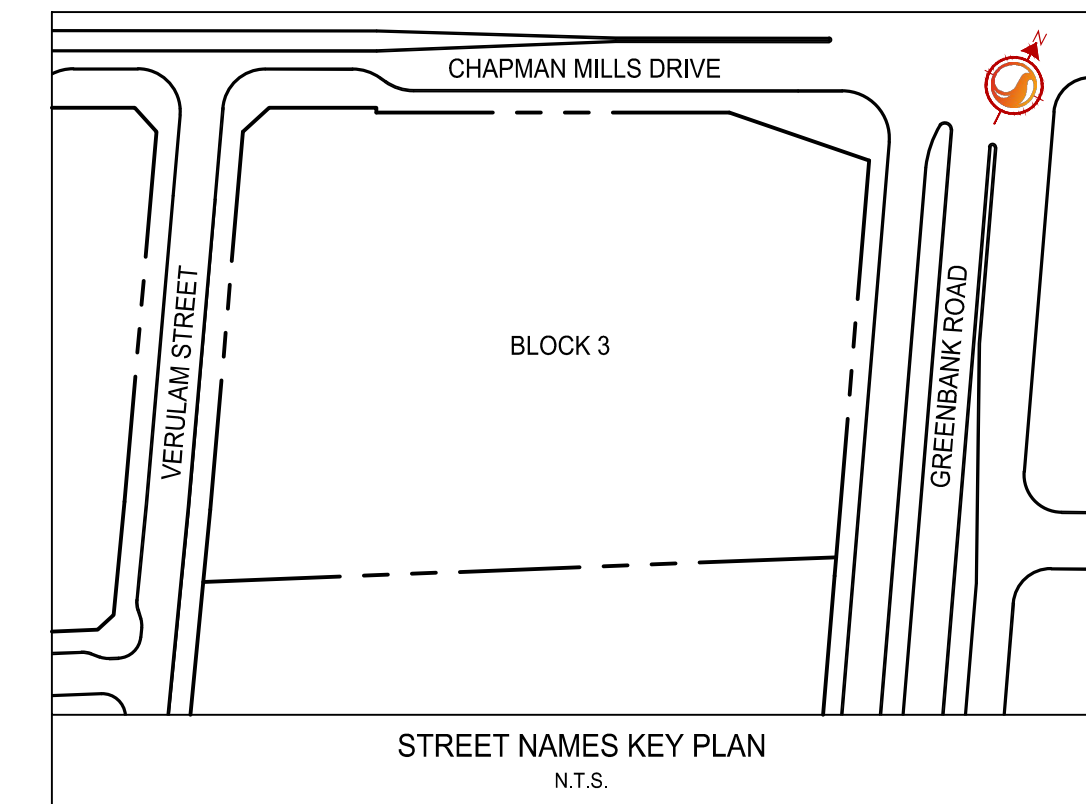 CHAPMAN MILLS DRIVE
N
VERULAM STREET
BLOCK 3
GREENBANK ROAD
STREET NAMES KEY PLAN
N.T.S.